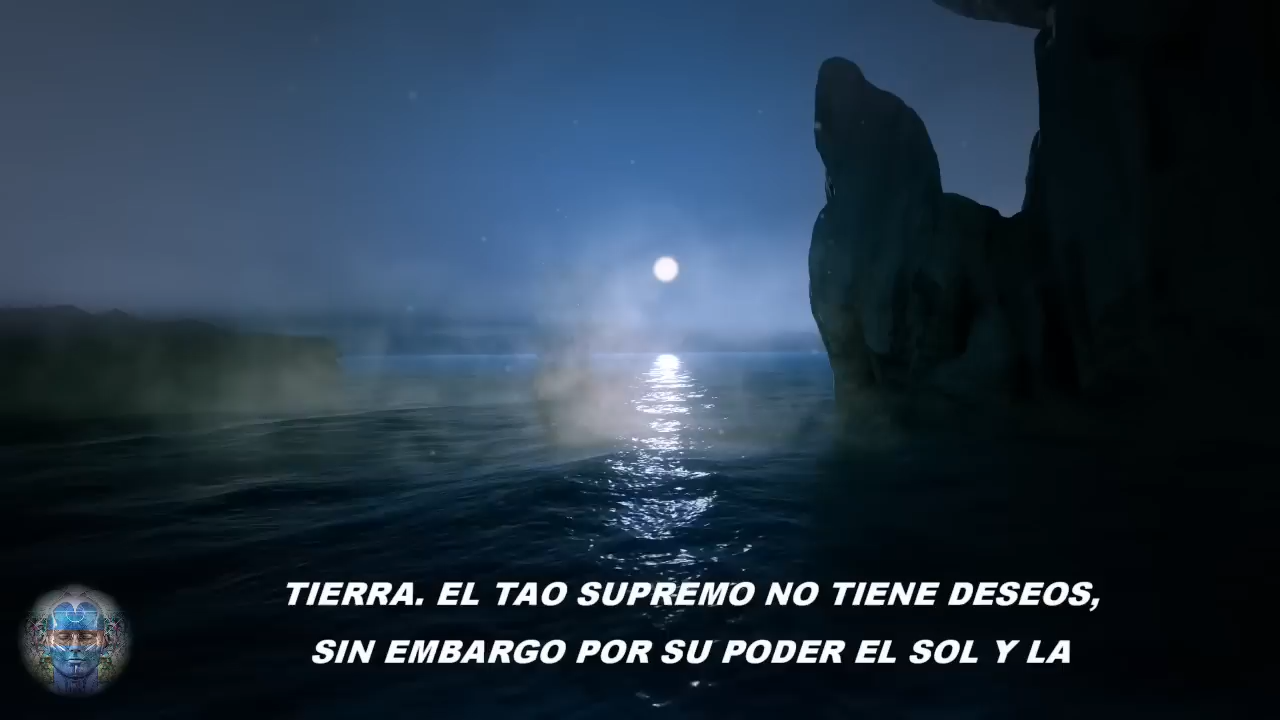 TIERRA. EL TAO SUPREMO NO TIENE DESEOS,
SIN EMBARGO POR SU PODER EL SOL Y LA